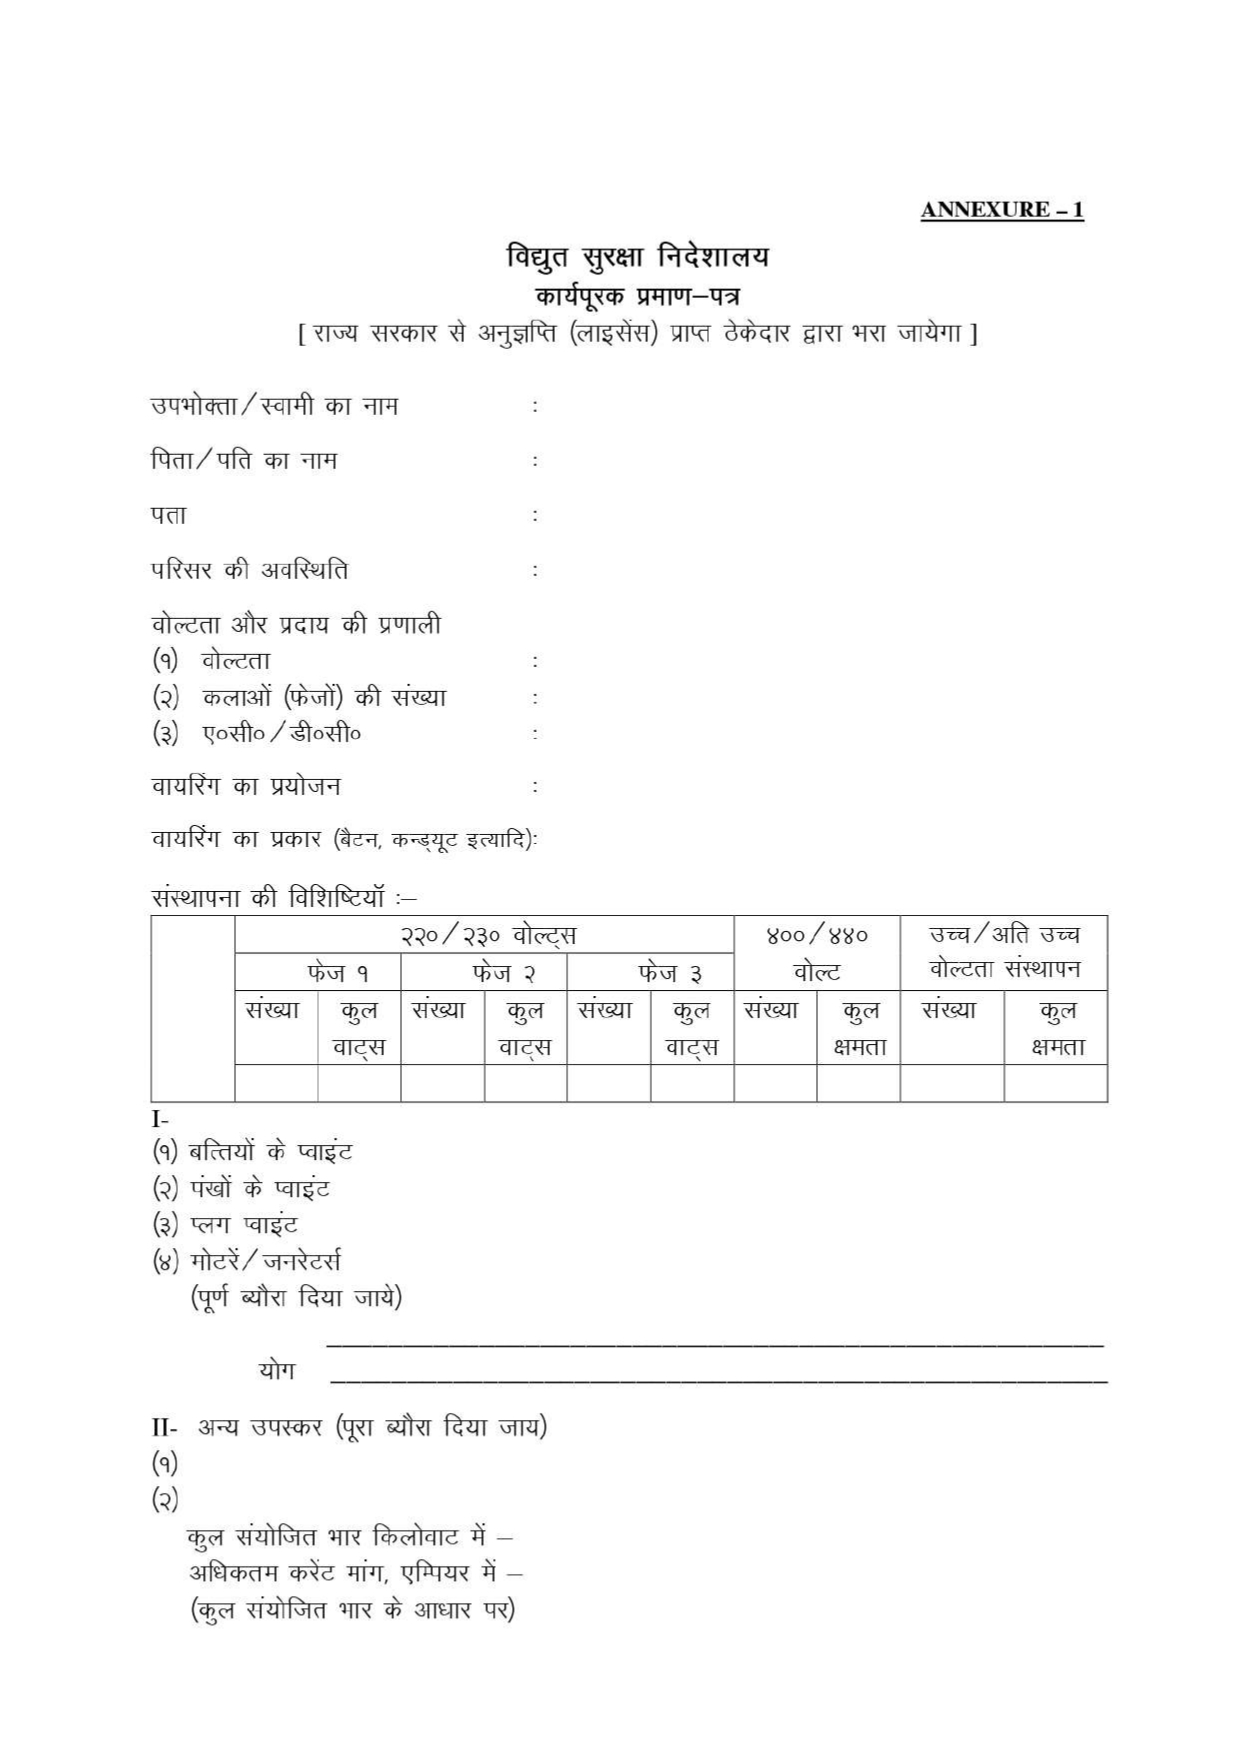 ANNEXURE – 1
विद्युत सुरक्षा निदेशालय
कार्यपूरक प्रमाण–पत्र
[ राज्य सरकार से अनुज्ञप्ति (लाइसेंस) प्राप्त ठेकेदार द्वारा भरा जायेगा ]
उपभोक्ता/स्वामी का नाम :
पिता/पति का नाम :
पता :
परिसर की अवस्थिति :
वोल्टता और प्रदाय की प्रणाली
(१) वोल्टता :
(२) कलाओं (फेजों) की संख्या :
(३) ए०सी०/डी०सी० :
वायरिंग का प्रयोजन :
वायरिंग का प्रकार (बैटन, कन्ड्यूट इत्यादि):
संस्थापना की विशिष्टियॉ :–
२२०/२३० वोल्ट्स ४००/४४० उच्च/अति उच्च
फेज १ फेज २ फेज ३ वोल्ट वोल्टता संस्थापन
संख्या कुल संख्या कुल संख्या कुल संख्या कुल संख्या कुल
वाट्स वाट्स वाट्स क्षमता क्षमता
I-
(१) बत्तियों के प्वाइंट
(२) पंखों के प्वाइंट
(३) प्लग प्वाइंट
(४) मोटरें/जनरेटर्स
(पूर्ण ब्यौरा दिया जाये)
योग
II- अन्य उपस्कर (पूरा ब्यौरा दिया जाय)
(१)
(२)
कुल संयोजित भार किलोवाट में –
अधिकतम करेंट मांग, एम्पियर में –
(कुल संयोजित भार के आधार पर)